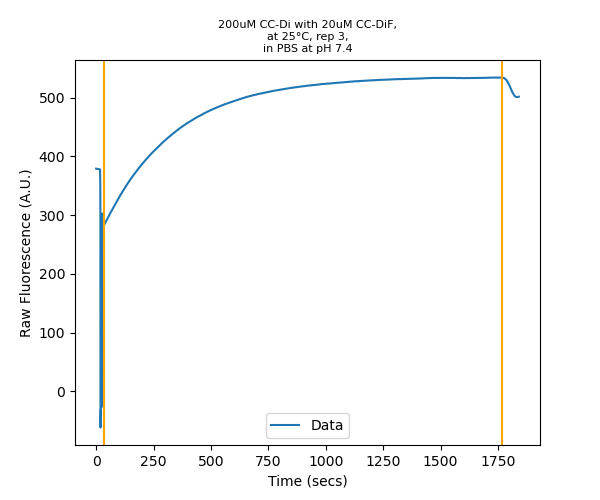 200uM CC-Di with 20uM CC-DiF,
at 25°C, rep 3,
in PBS at pH 7.4
Raw Fluorescence (A.U.)
500
400
300
200
100
0
Data
0 250 500 750 1000 1250 1500 1750
Time (secs)